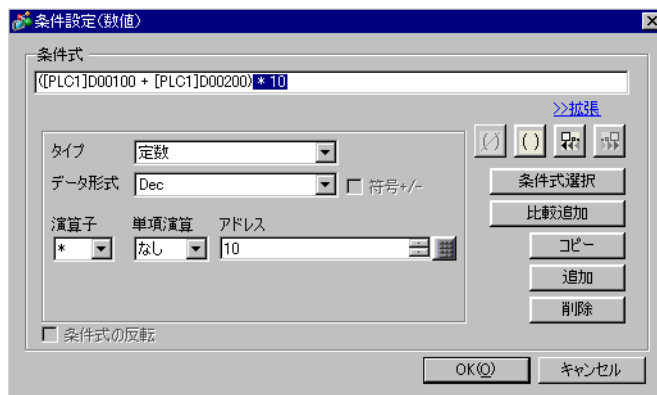 条件設定(数値)
条件式
([PLC1]D00100 + [PLC1]D00200) * 10
>>拡張
タイプ 定数
データ形式 Dec 符号+/-
条件式選択
比較追加
演算子 単項演算 アドレス
* なし 10
コピー
追加
削除
条件式の反転
OK(O) キャンセル